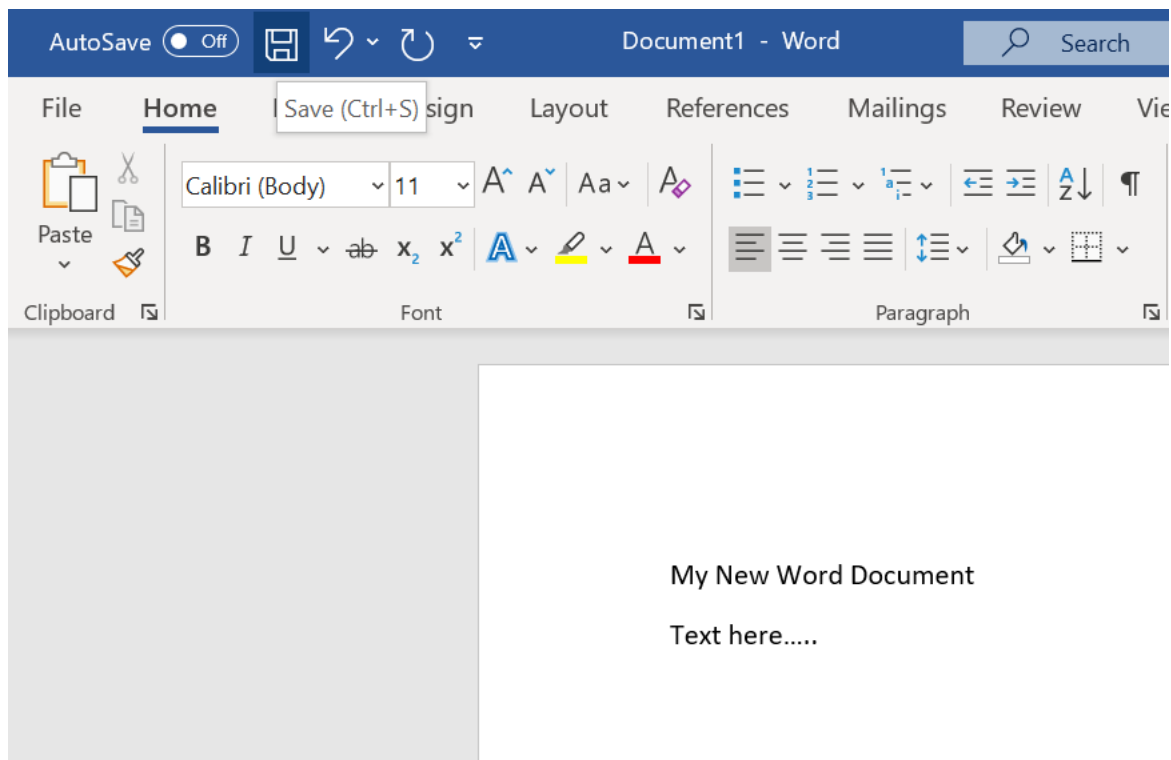 AutoSave Off Document1 - Word Search
File Home Save (Ctrl+S) sign Layout References Mailings Review Vie
Calibri (Body) 11 Aa
Paste B I U ab x₂ x² A A
Clipboard Font Paragraph
My New Word Document
Text here.....